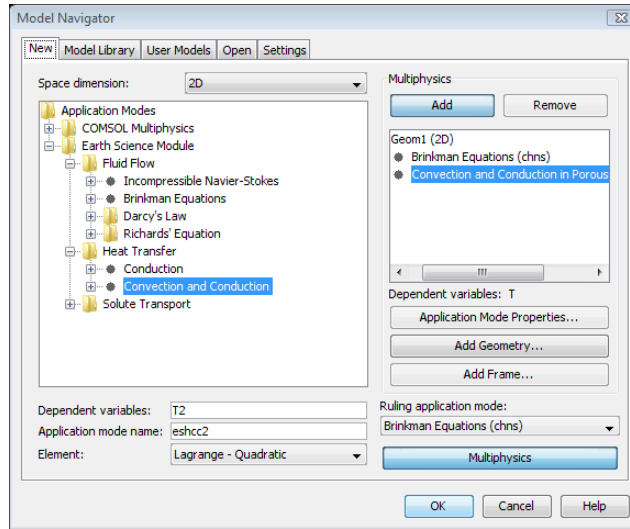 Model Navigator
New Model Library User Models Open Settings
Space dimension: 2D
Application Modes
COMSOL Multiphysics
Earth Science Module
Fluid Flow
Incompressible Navier-Stokes
Brinkman Equations
Darcy's Law
Richards' Equation
Heat Transfer
Conduction
Convection and Conduction
Solute Transport
Dependent variables: T2
Application mode name: eshcc2
Element: Lagrange - Quadratic
Multiphysics
Add Remove
Geom1 (2D)
Brinkman Equations (chns)
Convection and Conduction in Porous
Dependent variables: T
Application Mode Properties...
Add Geometry...
Add Frame...
Ruling application mode:
Brinkman Equations (chns)
Multiphysics
OK Cancel Help